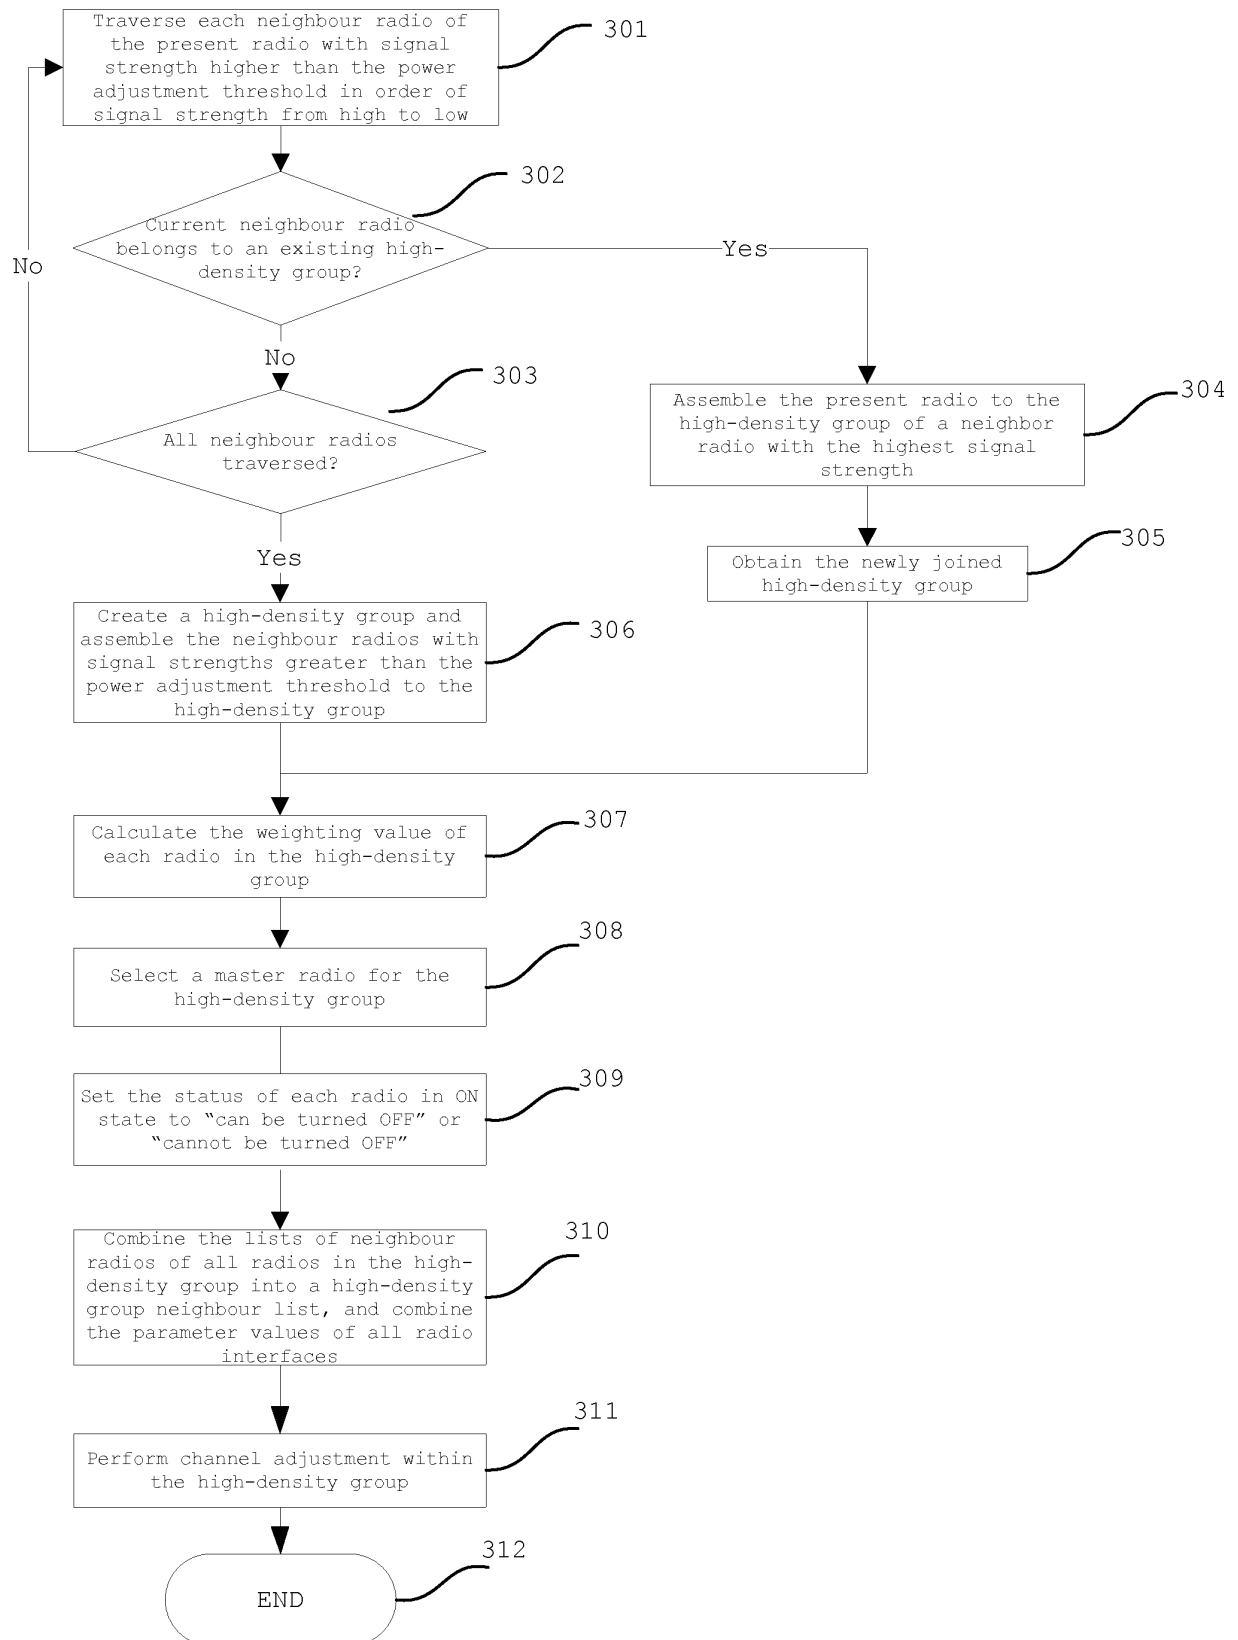 Traverse each neighbour radio of
the present radio with signal
strength higher than the power
adjustment threshold in order of
signal strength from high to low
301
302
Current neighbour radio
belongs to an existing high-
density group?
Yes
No
No
303
All neighbour radios
traversed?
304
Assemble the present radio to the
high-density group of a neighbor
radio with the highest signal
strength
305
Obtain the newly joined
high-density group
Yes
Create a high-density group and
assemble the neighbour radios with
signal strengths greater than the
power adjustment threshold to the
high-density group
306
Calculate the weighting value of
each radio in the high-density
group
307
308
Select a master radio for the
high-density group
309
Set the status of each radio in ON
state to “can be turned OFF” or
“cannot be turned OFF”
310
Combine the lists of neighbour
radios of all radios in the high-
density group into a high-density
group neighbour list, and combine
the parameter values of all radio
interfaces
311
Perform channel adjustment within
the high-density group
312
END